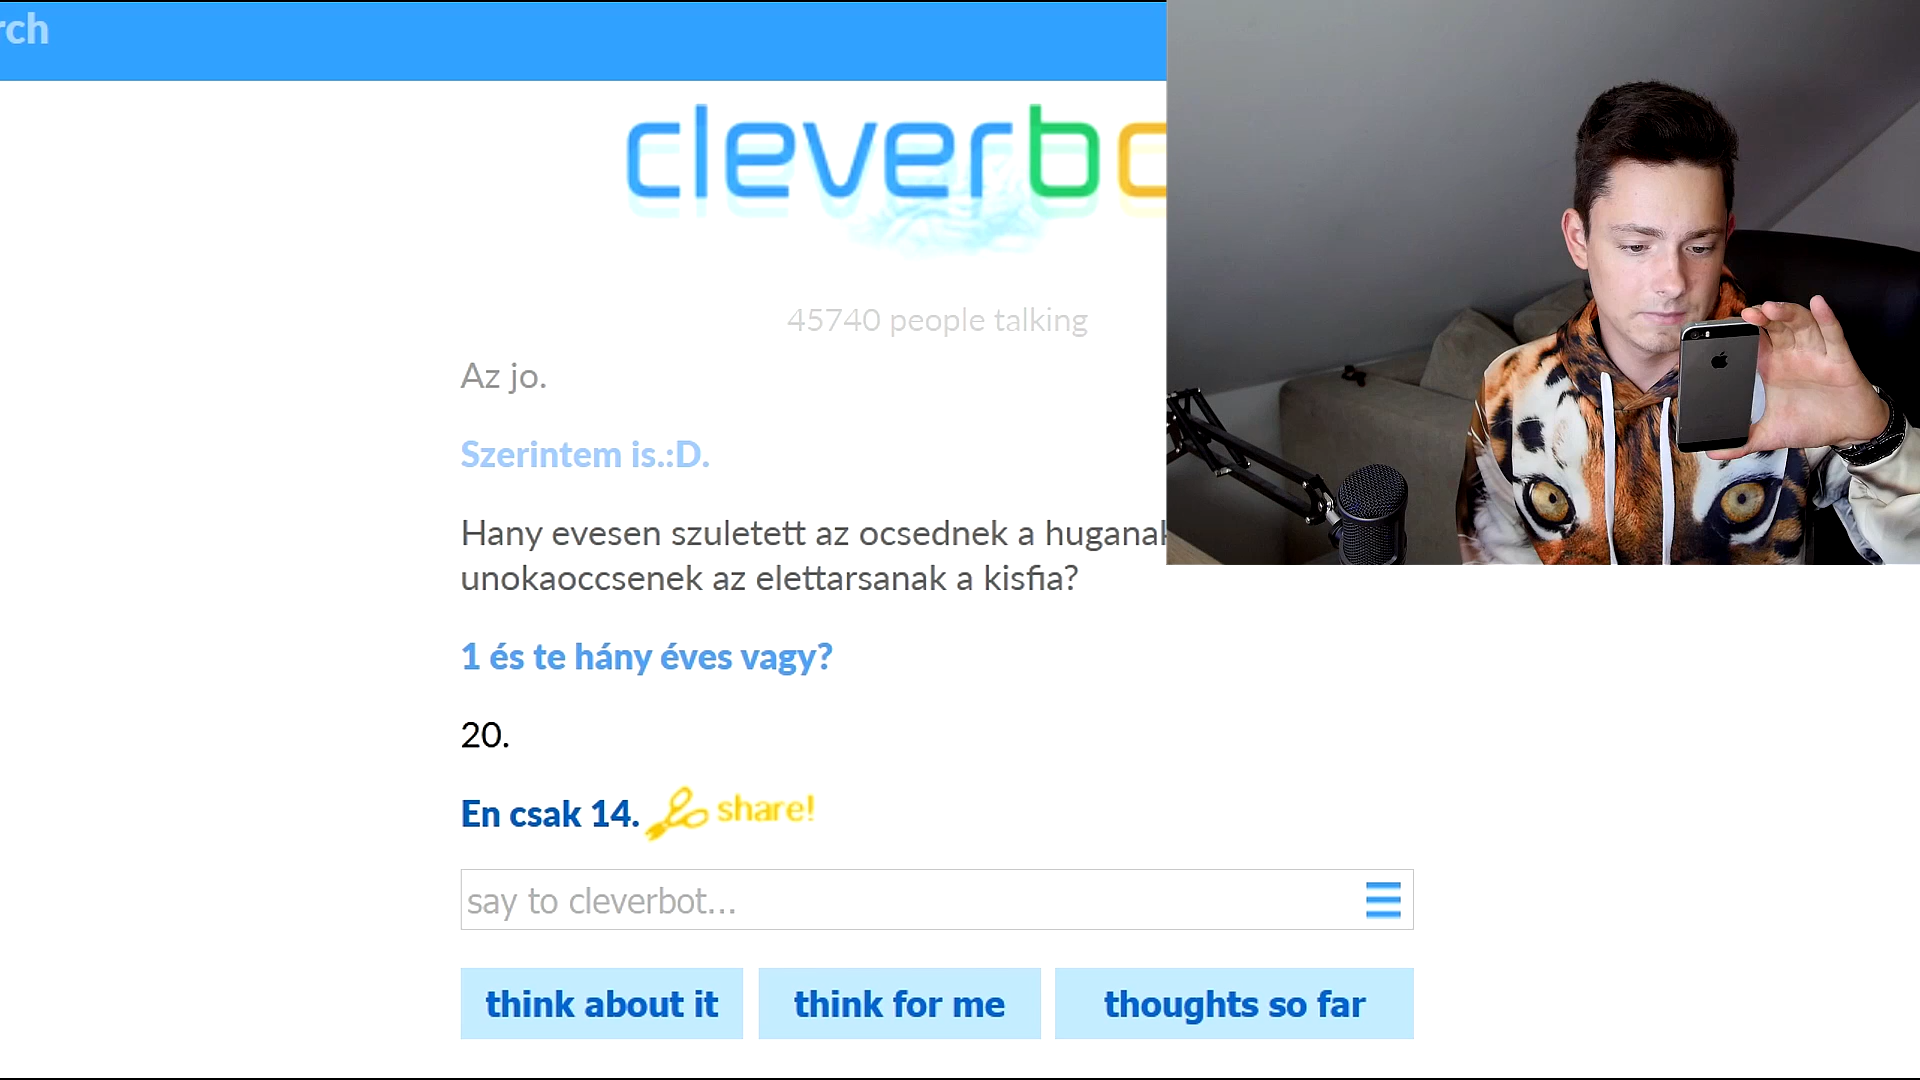 rch
cleverbo
45740 people talking
Az jo.
Szerintem is.:D.
Hany evesen szuletett az ocsednek a huganak
unokaoccsenek az elettarsanak a kisfia?
1 és te hány éves vagy?
20.
En csak 14. share!
say to cleverbot...
think about it think for me thoughts so far